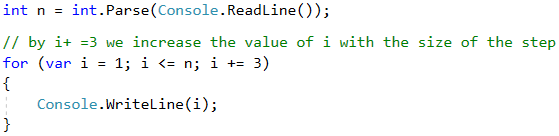 int n = int.Parse(Console.ReadLine());
// by i+ =3 we increase the value of i with the size of the step
for (var i = 1; i <= n; i += 3)
{
Console.WriteLine(i);
}